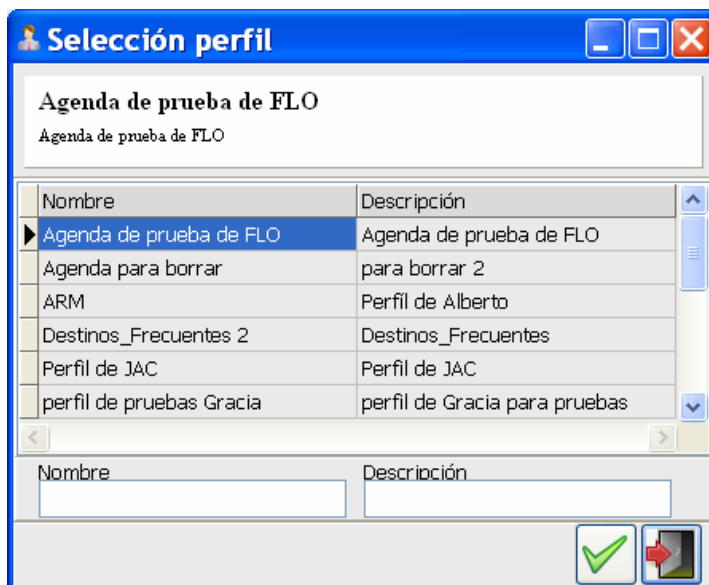 Selección perfil
Agenda de prueba de FLO
Agenda de prueba de FLO
Nombre Descripción
Agenda de prueba de FLO Agenda de prueba de FLO
Agenda para borrar para borrar 2
ARM Perfil de Alberto
Destinos_Frecuentes 2 Destinos_Frecuentes
Perfil de JAC Perfil de JAC
perfil de pruebas Gracia perfil de Gracia para pruebas
Nombre Descripción